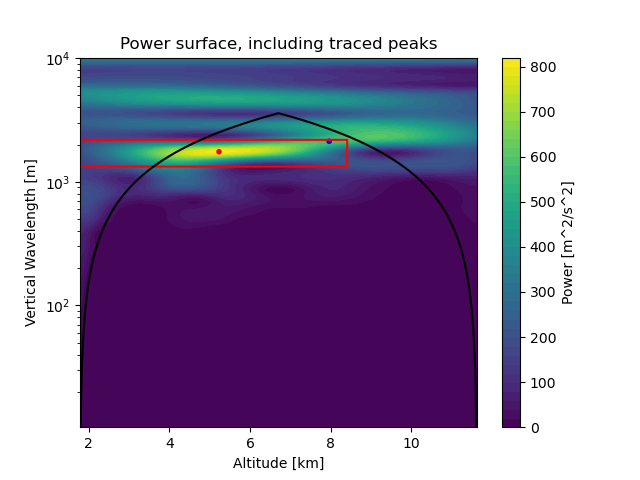 Power surface, including traced peaks
10^4
10^3
10^2
Vertical Wavelength [m]
2 4 6 8 10
Altitude [km]
800
700
600
500
400
300
200
100
0
Power [m^2/s^2]